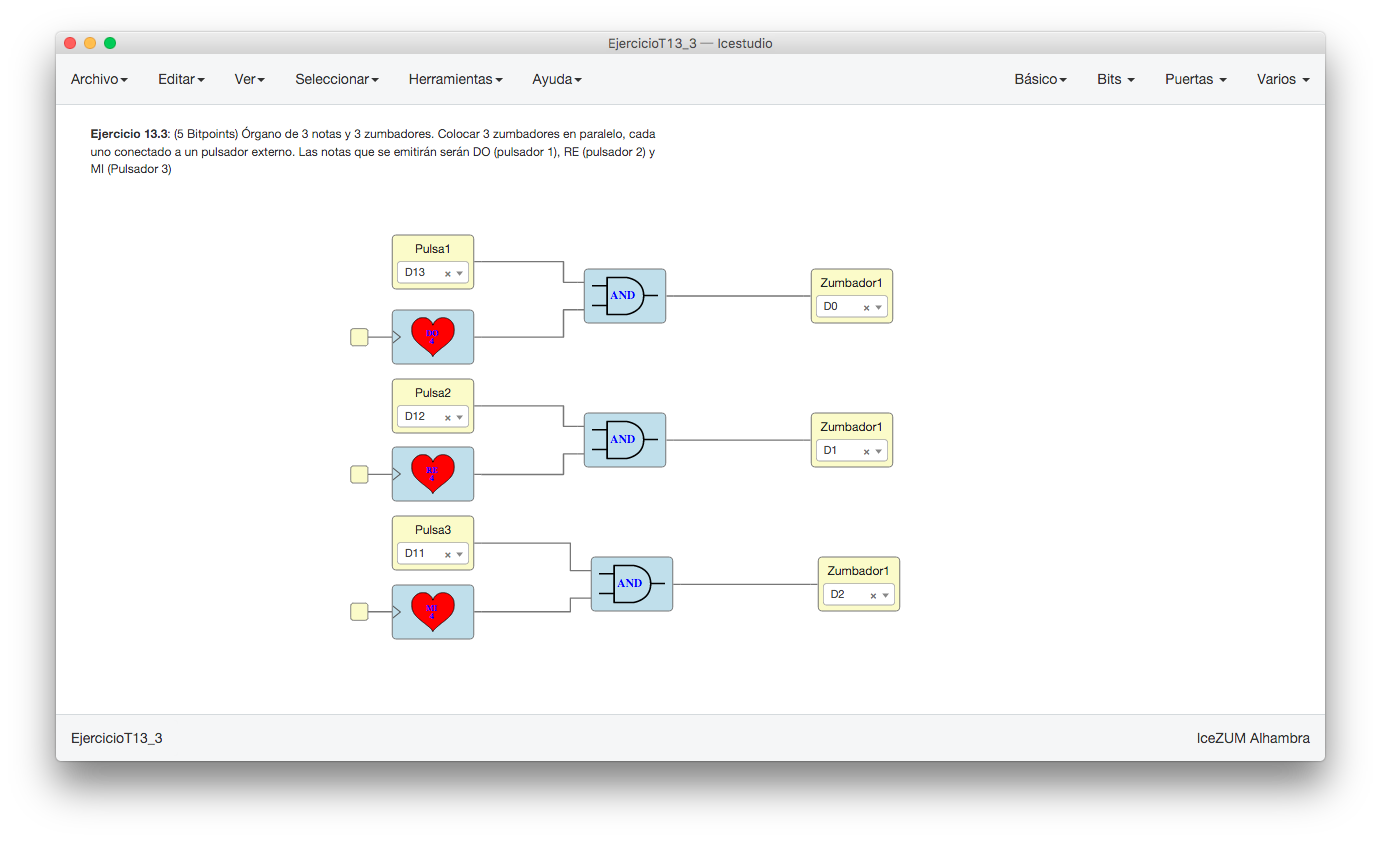 EjercicioT13_3 — Icestudio
Archivo Editar Ver Seleccionar Herramientas Ayuda Básico Bits Puertas Varios
Ejercicio 13.3: (5 Bitpoints) Órgano de 3 notas y 3 zumbadores. Colocar 3 zumbadores en paralelo, cada
uno conectado a un pulsador externo. Las notas que se emitirán serán DO (pulsador 1), RE (pulsador 2) y
MI (Pulsador 3)
Pulsa1
D13
AND
Zumbador1
D0
DO
4
Pulsa2
D12
AND
Zumbador1
D1
RE
4
Pulsa3
D11
AND
Zumbador1
D2
MI
4
EjercicioT13_3
IceZUM Alhambra